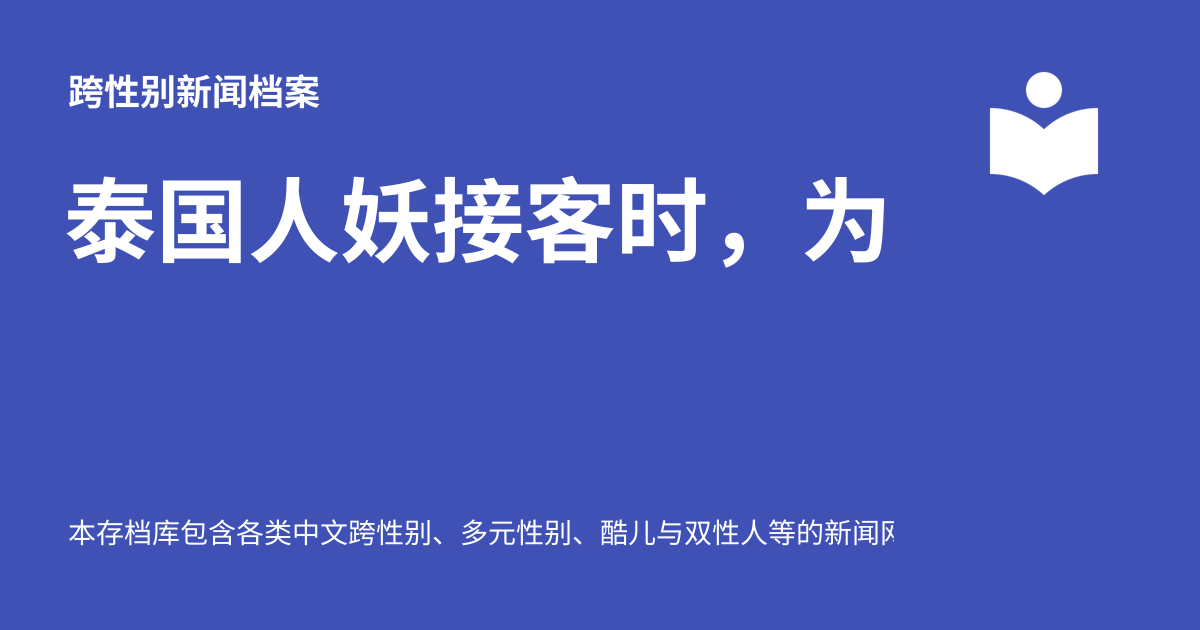 跨性别新闻档案
泰国人妖接客时，为
本存档库包含各类中文跨性别、多元性别、酷儿与双性人等的新闻